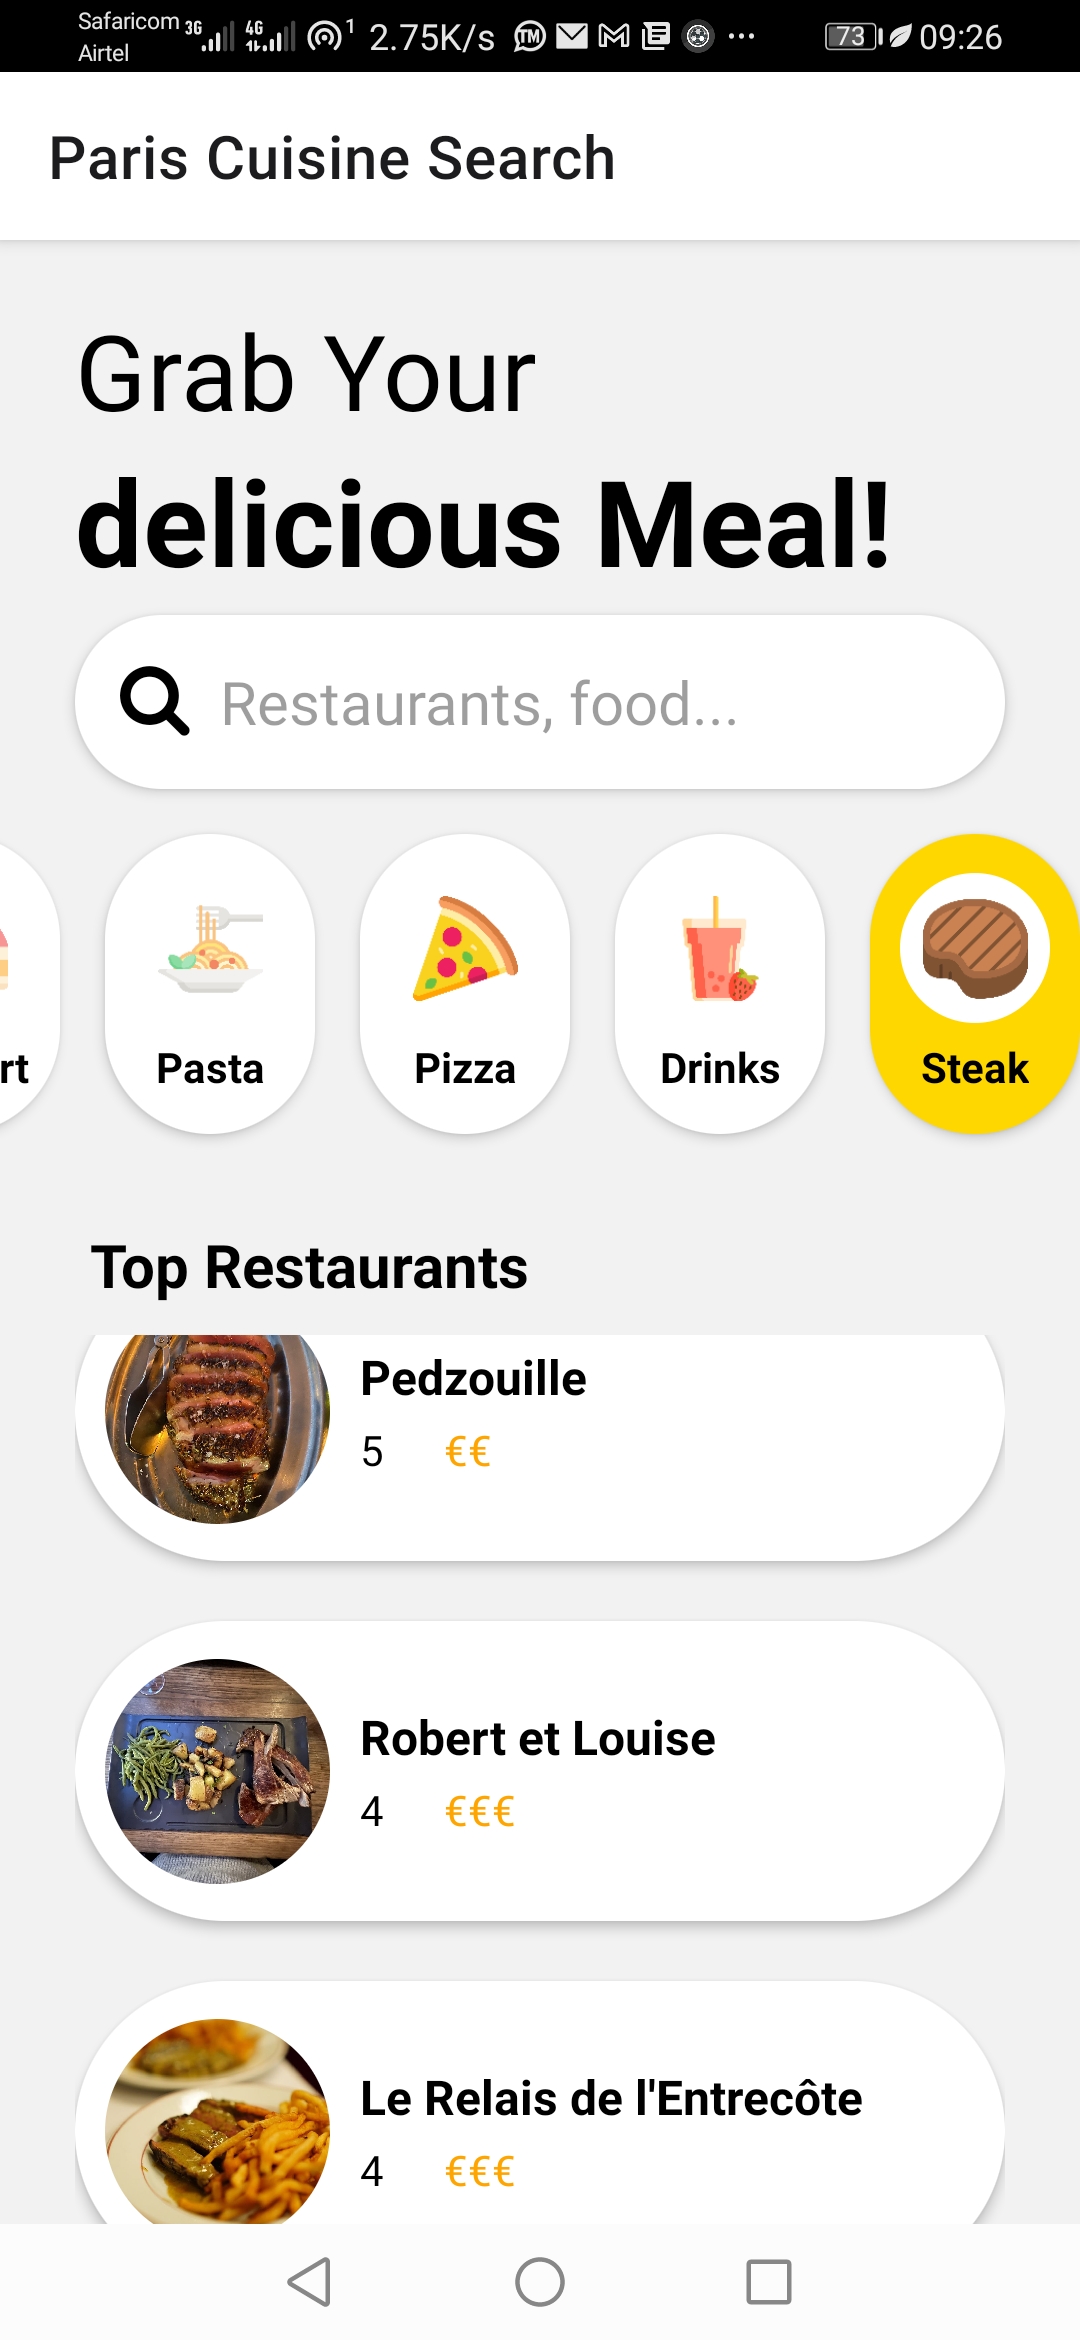 Safaricom 3G 4G 1 2.75K/s TM 73 09:26
Airtel
Paris Cuisine Search
Grab Your
delicious Meal!
Restaurants, food...
rt Pasta Pizza Drinks Steak
Top Restaurants
Pedzouille
5 €€
Robert et Louise
4 €€€
Le Relais de l'Entrecôte
4 €€€